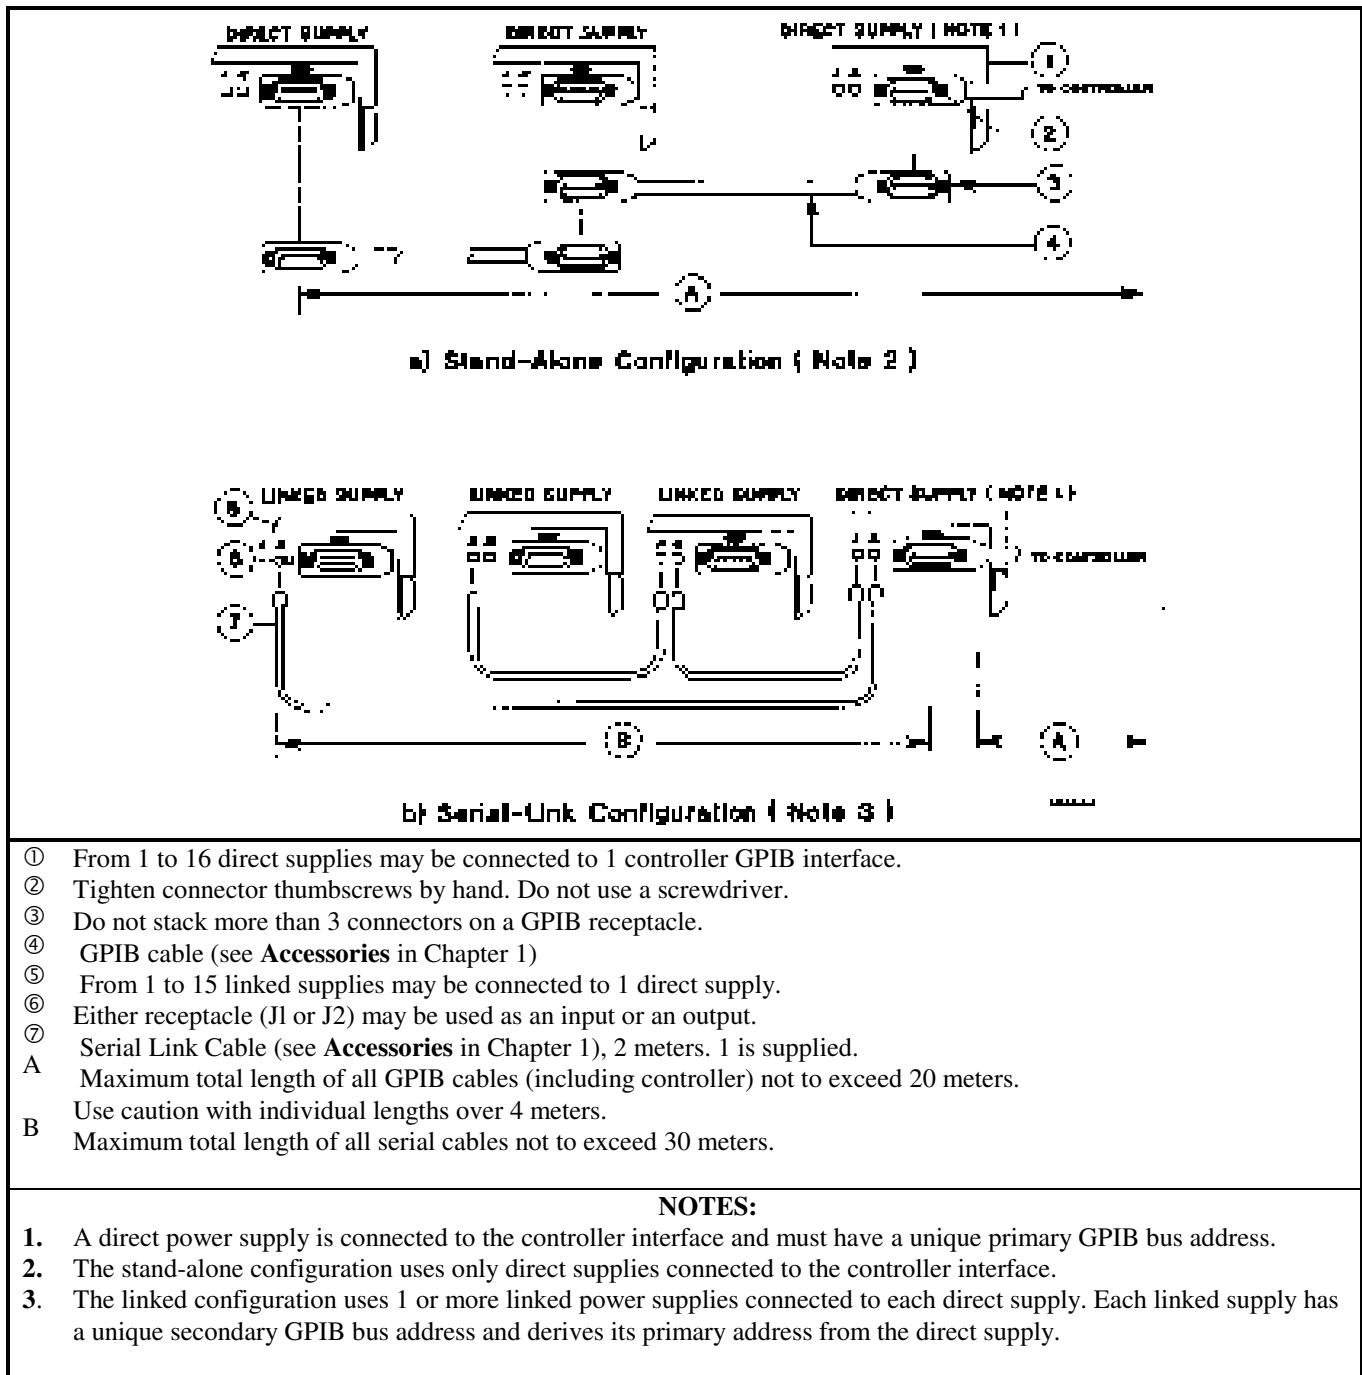 DIRECT SUPPLY
DIRECT SUPPLY
DIRECT SUPPLY ( NOTE 1 )
1
TO CONTROLLER
2
3
4
A
a) Stand-Alone Configuration ( Note 2 )
5
LINKED SUPPLY
LINKED SUPPLY
LINKED SUPPLY
DIRECT SUPPLY ( NOTE 1 )
6
TO CONTROLLER
7
B
A
b) Serial-Link Configuration ( Note 3 )
① From 1 to 16 direct supplies may be connected to 1 controller GPIB interface.
② Tighten connector thumbscrews by hand. Do not use a screwdriver.
③ Do not stack more than 3 connectors on a GPIB receptacle.
④ GPIB cable (see Accessories in Chapter 1)
⑤ From 1 to 15 linked supplies may be connected to 1 direct supply.
⑥ Either receptacle (Jl or J2) may be used as an input or an output.
⑦ Serial Link Cable (see Accessories in Chapter 1), 2 meters. 1 is supplied.
A Maximum total length of all GPIB cables (including controller) not to exceed 20 meters.
Use caution with individual lengths over 4 meters.
B Maximum total length of all serial cables not to exceed 30 meters.
NOTES:
1. A direct power supply is connected to the controller interface and must have a unique primary GPIB bus address.
2. The stand-alone configuration uses only direct supplies connected to the controller interface.
3. The linked configuration uses 1 or more linked power supplies connected to each direct supply. Each linked supply has
a unique secondary GPIB bus address and derives its primary address from the direct supply.